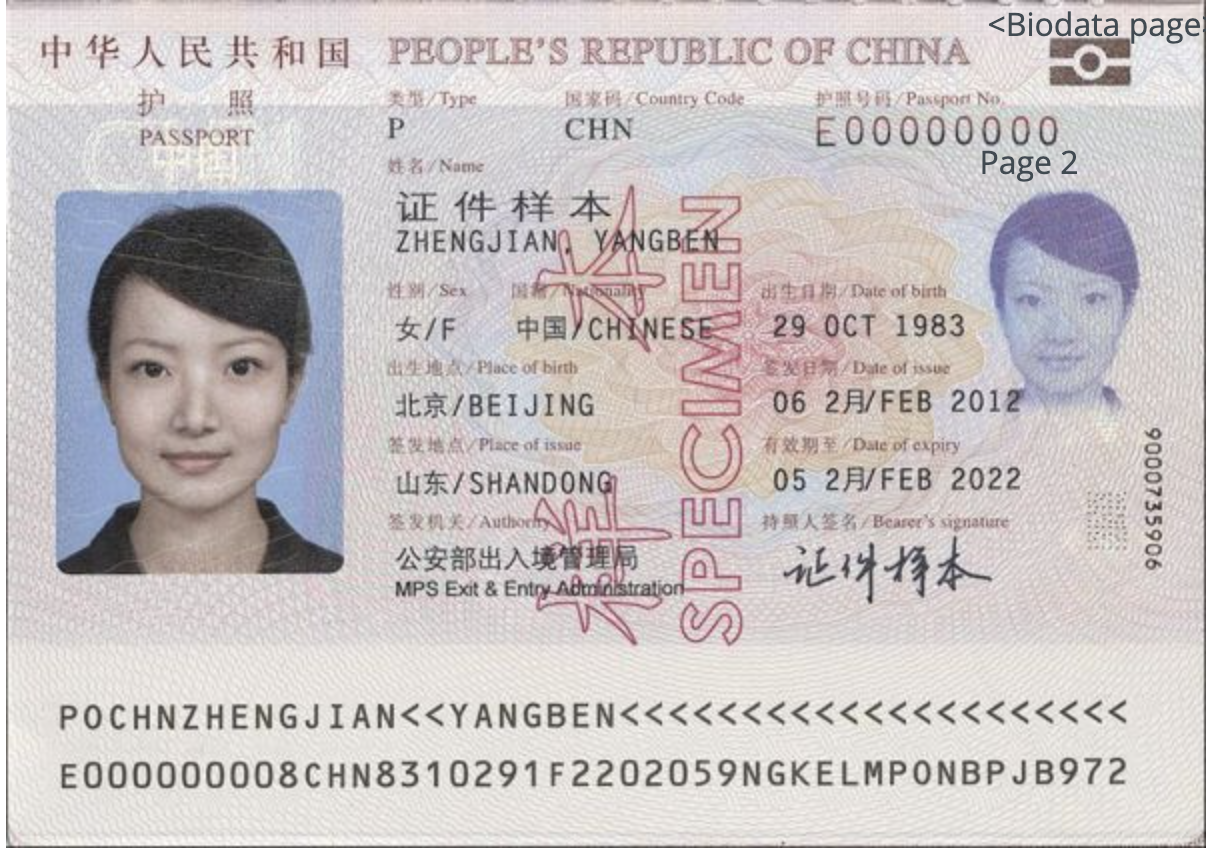 <Biodata page>
中华人民共和国 PEOPLE'S REPUBLIC OF CHINA
护 照
PASSPORT
类型/Type 国家码/Country Code 护照号码/Passport No.
P CHN E00000000
Page 2
姓名/Name
证件样本
ZHENGJIAN, YANGBEN
性别/Sex 国籍/Nationality 出生日期/Date of birth
女/F 中国/CHINESE 29 OCT 1983
出生地点/Place of birth 签发日期/Date of issue
北京/BEIJING 06 2月/FEB 2012
签发地点/Place of issue 有效期至/Date of expiry
山东/SHANDONG 05 2月/FEB 2022
签发机关/Authority 持照人签名/Bearer's signature
公安部出入境管理局 证件样本
MPS Exit & Entry Administration
样本
SPECIMEN
90007359​06
POCHNZHENGJIAN<<YANGBEN<<<<<<<<<<<<<<<<<<<<<
E000000008CHN8310291F2202059NGKELMPONBPJB972